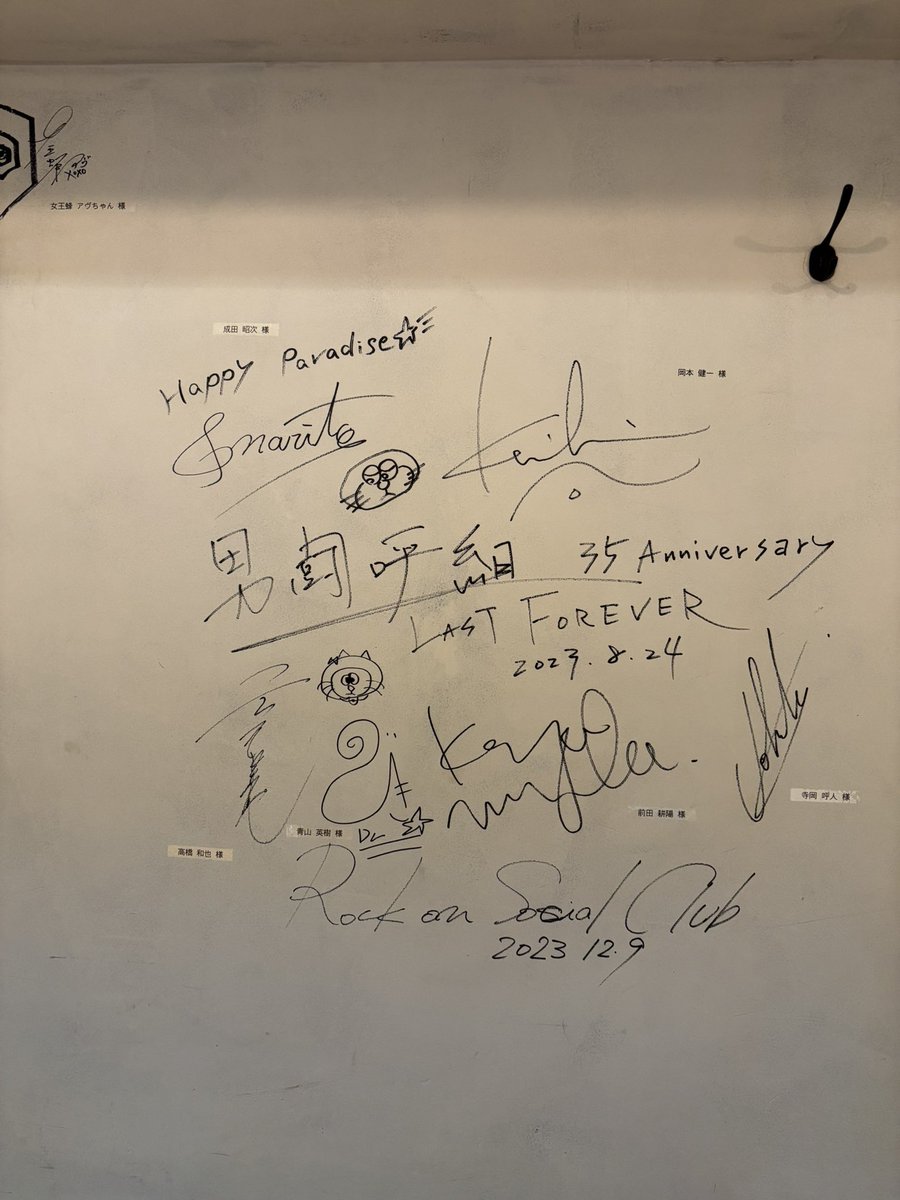 女王蜂 アヴちゃん 様
成田 昭次 様
Happy Paradise☆
岡本 健一 様
narita
男闘呼組 35 Anniversary
LAST FOREVER
2023.8.24
寺岡 呼人 様
前田 耕陽 様
青山 英樹 様
Dr
高橋 和也 様
Rock on Social Club
2023 12.9